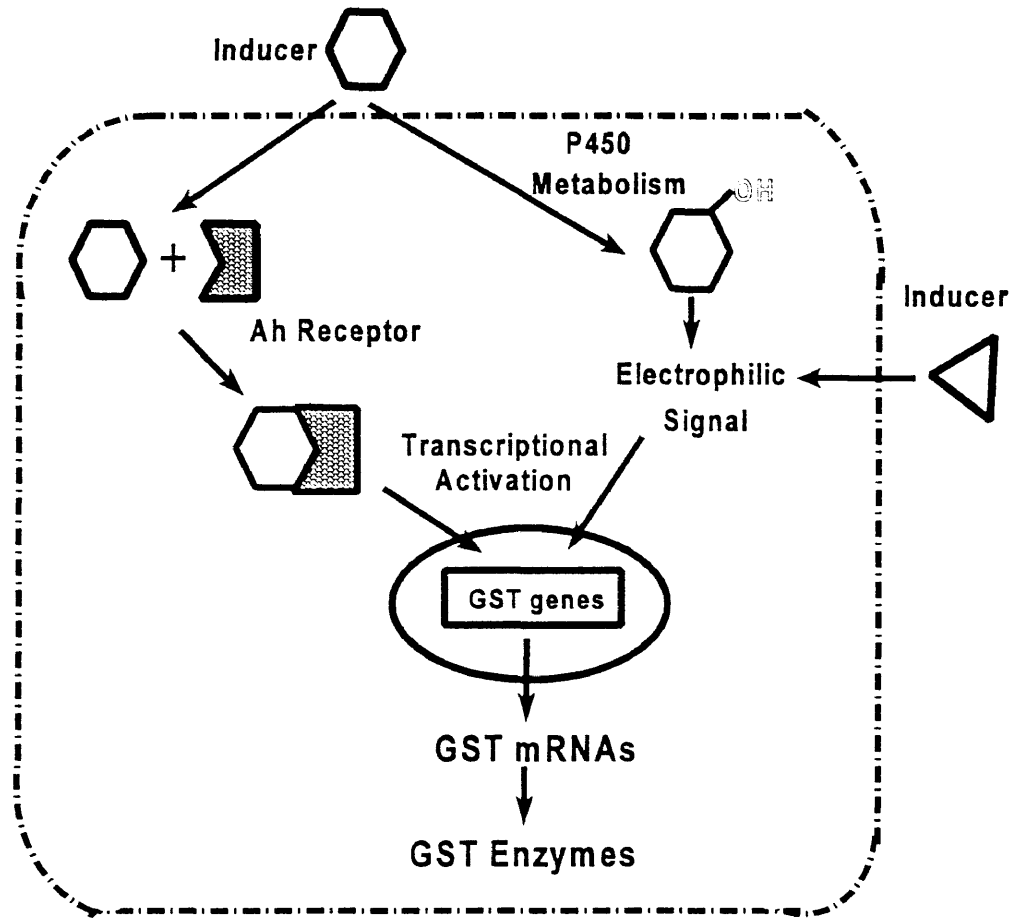 Inducer
P450
Metabolism
OH
+
Inducer
Ah Receptor
Electrophilic
Signal
Transcriptional
Activation
GST genes
GST mRNAs
GST Enzymes